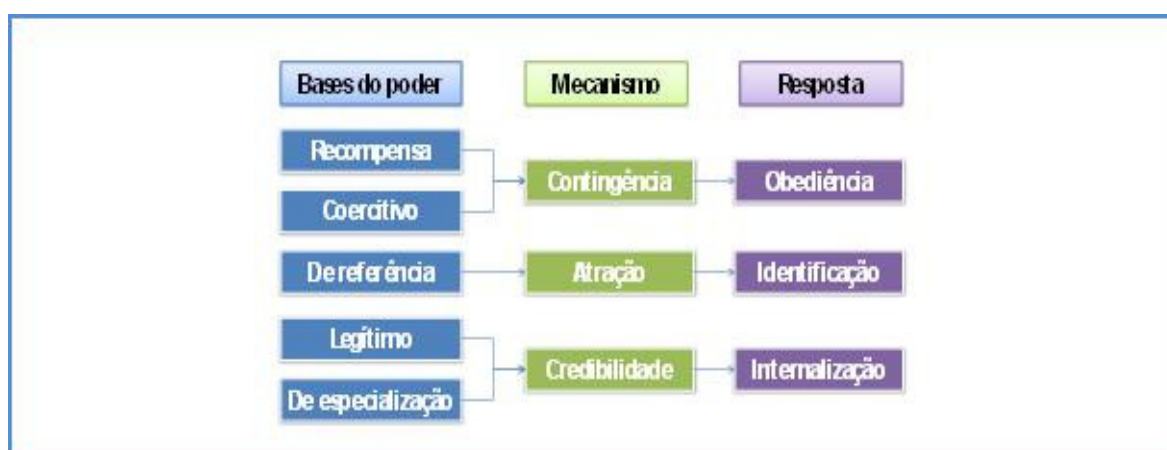 Bases do poder
Mecanismo
Resposta
Recompensa
Coercitivo
Contingência
Obediência
De referência
Atração
Identificação
Legítimo
De especialização
Credibilidade
Internalização